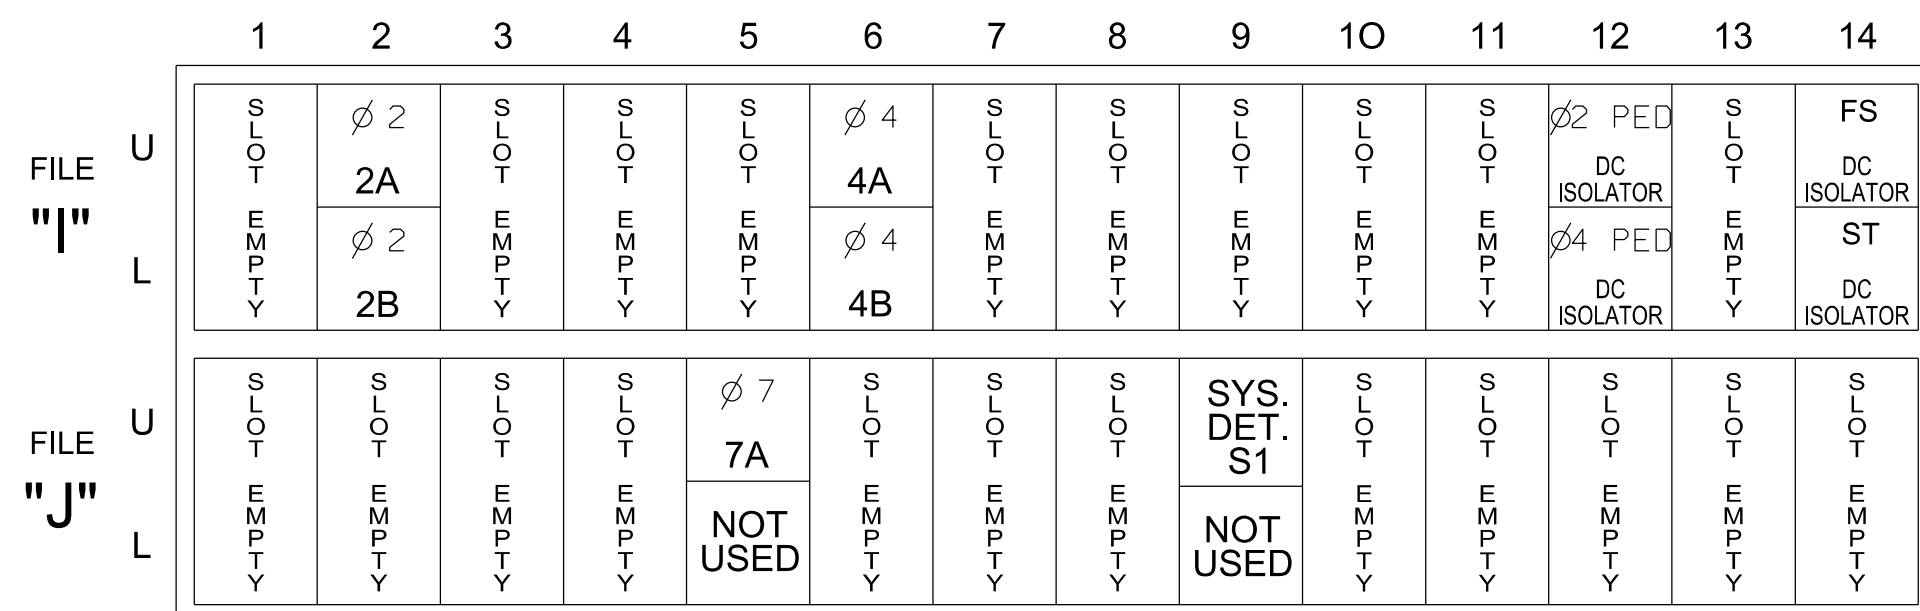 1 2 3 4 5 6 7 8 9 10 11 12 13 14
FILE "I"
U
L
SLOT EMPTY
Ø 2
2A
Ø 2
2B
SLOT EMPTY
SLOT EMPTY
SLOT EMPTY
Ø 4
4A
Ø 4
4B
SLOT EMPTY
SLOT EMPTY
SLOT EMPTY
SLOT EMPTY
SLOT EMPTY
Ø2 PED
DC
ISOLATOR
Ø4 PED
DC
ISOLATOR
SLOT EMPTY
FS
DC
ISOLATOR
ST
DC
ISOLATOR
FILE "J"
U
L
SLOT EMPTY
SLOT EMPTY
SLOT EMPTY
SLOT EMPTY
Ø 7
7A
NOT
USED
SLOT EMPTY
SLOT EMPTY
SLOT EMPTY
SYS.
DET.
S1
NOT
USED
SLOT EMPTY
SLOT EMPTY
SLOT EMPTY
SLOT EMPTY
SLOT EMPTY